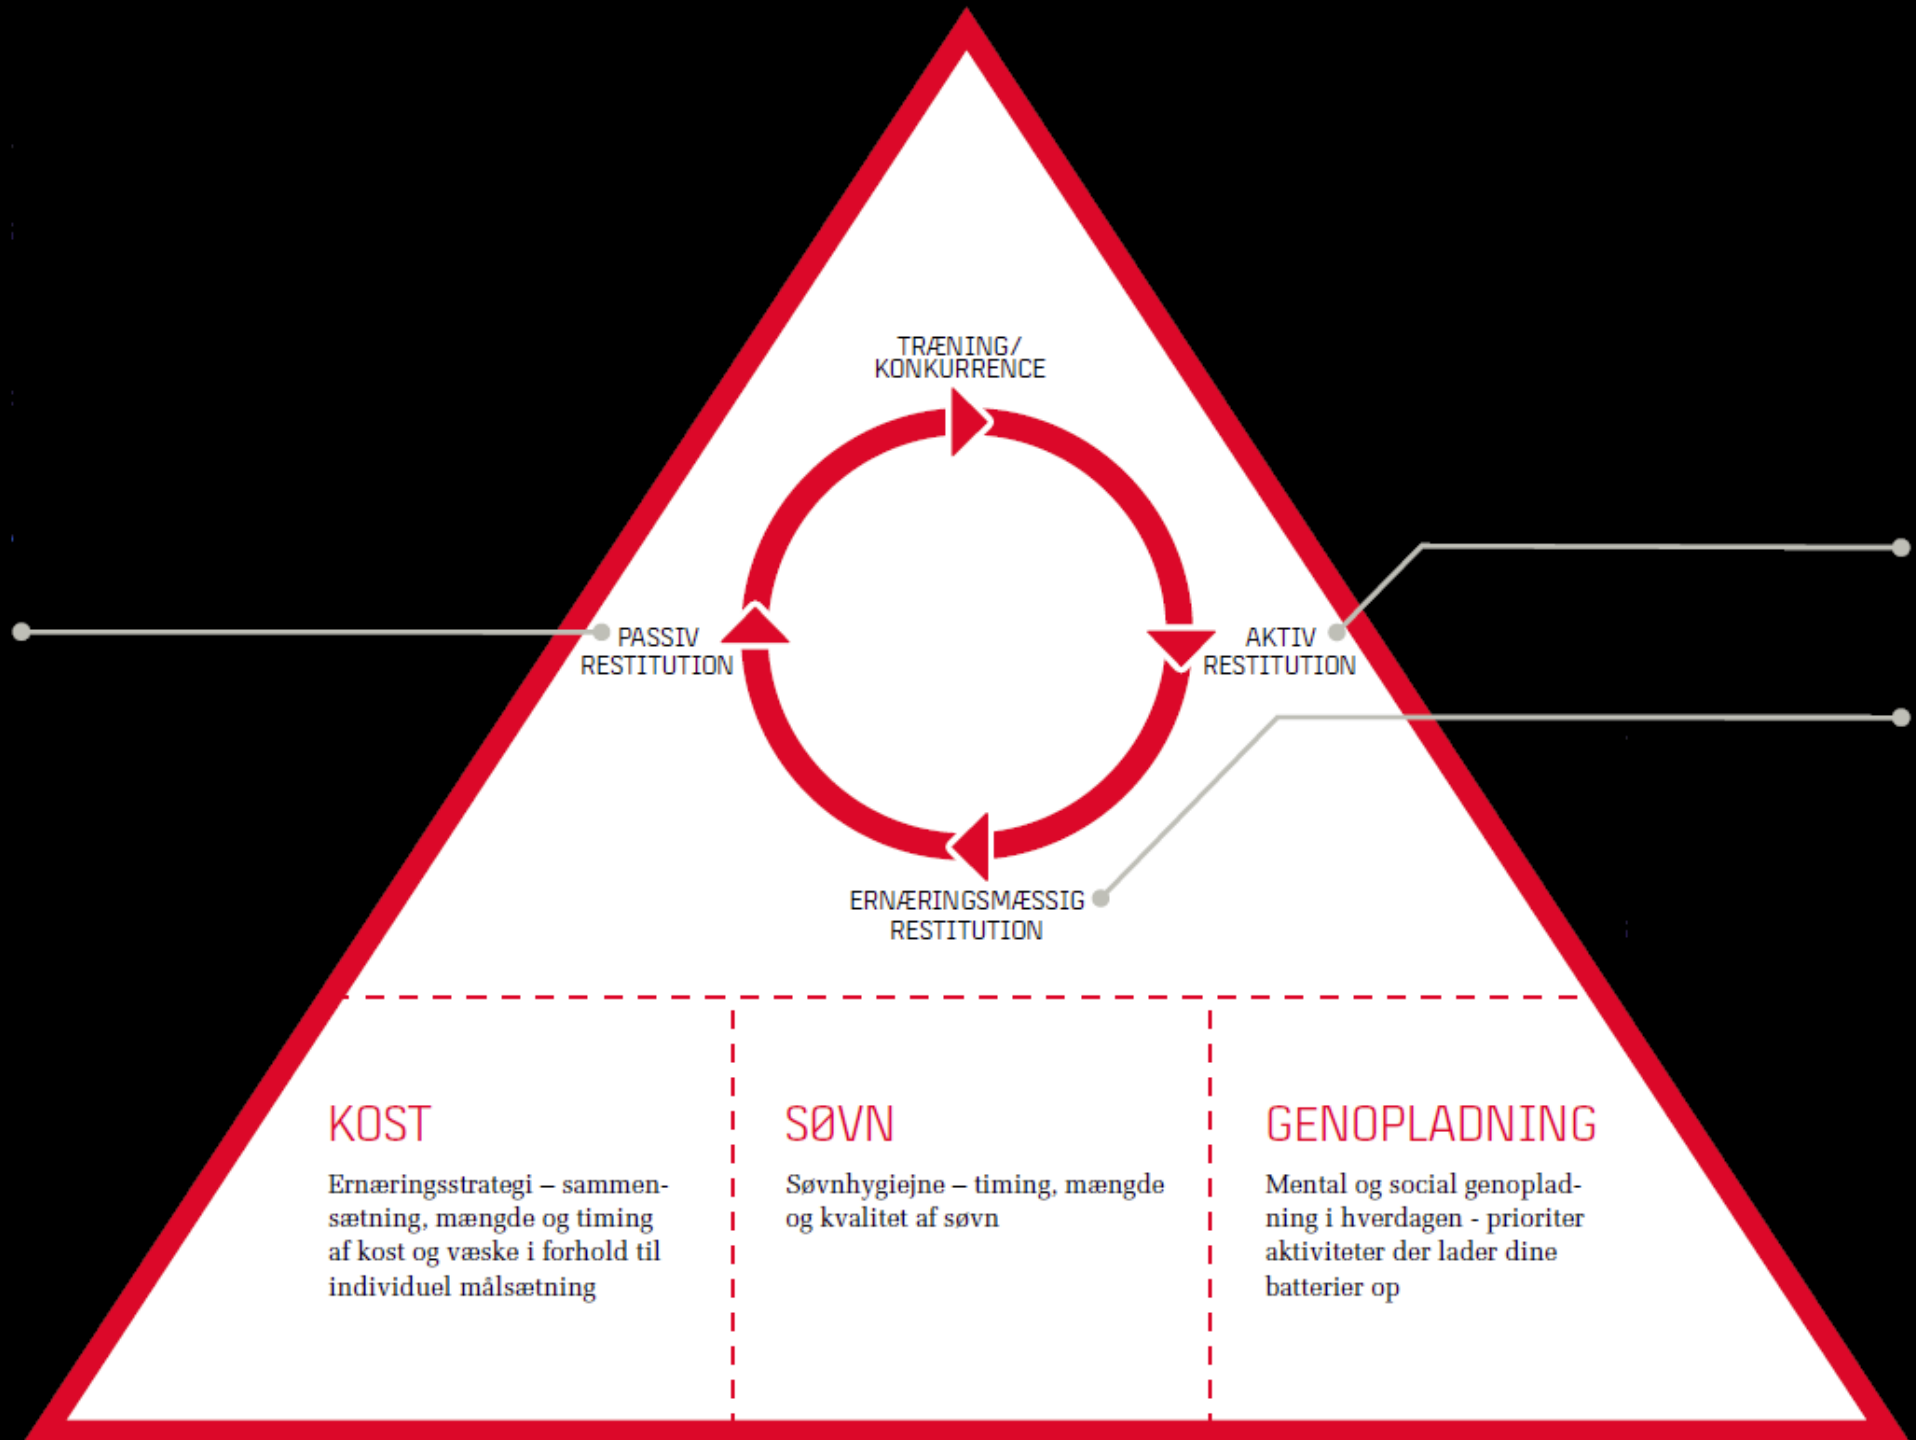 TRÆNING/
KONKURRENCE
PASSIV
RESTITUTION
AKTIV
RESTITUTION
ERNÆRINGSMÆSSIG
RESTITUTION
KOST
Ernæringsstrategi – sammen-
sætning, mængde og timing
af kost og væske i forhold til
individuel målsætning
SØVN
Søvnhygiejne – timing, mængde
og kvalitet af søvn
GENOPLADNING
Mental og social genoplad-
ning i hverdagen - prioriter
aktiviteter der lader dine
batterier op